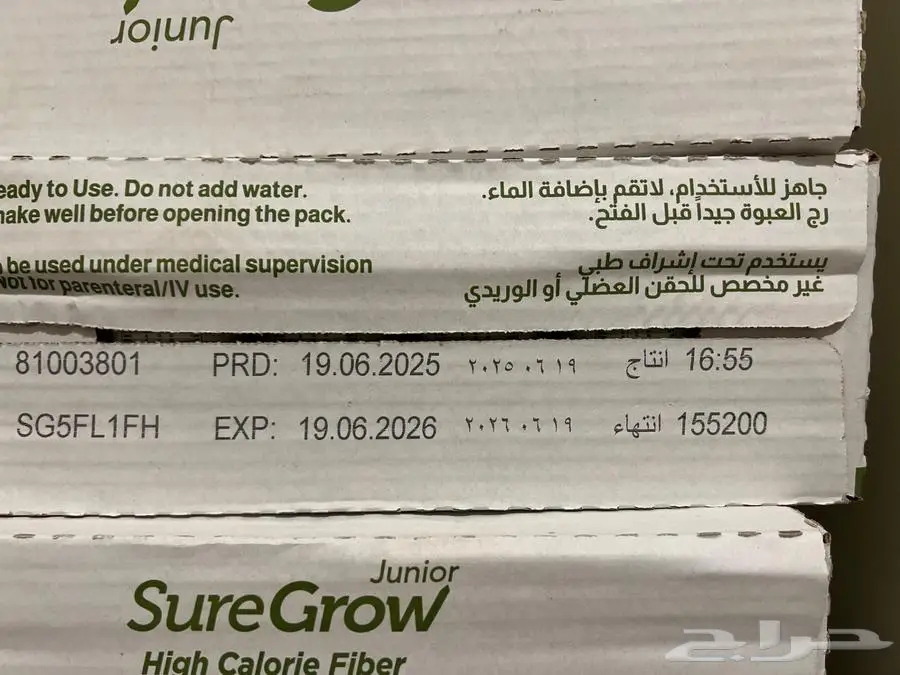 Junior
eady to Use. Do not add water.
ake well before opening the pack.
be used under medical supervision
Not for parenteral/IV use.
جاهز للأستخدام، لاتقم بإضافة الماء.
رج العبوة جيداً قبل الفتح.
يستخدم تحت إشراف طبي
غير مخصص للحقن العضلي أو الوريدي
81003801 PRD: 19.06.2025 ٢٠٢٥ ٠٦ ١٩ انتاج 16:55
SG5FL1FH EXP: 19.06.2026 ٢٠٢٦ ٠٦ ١٩ انتهاء 155200
Junior
SureGrow
High Calorie Fiber
حراج